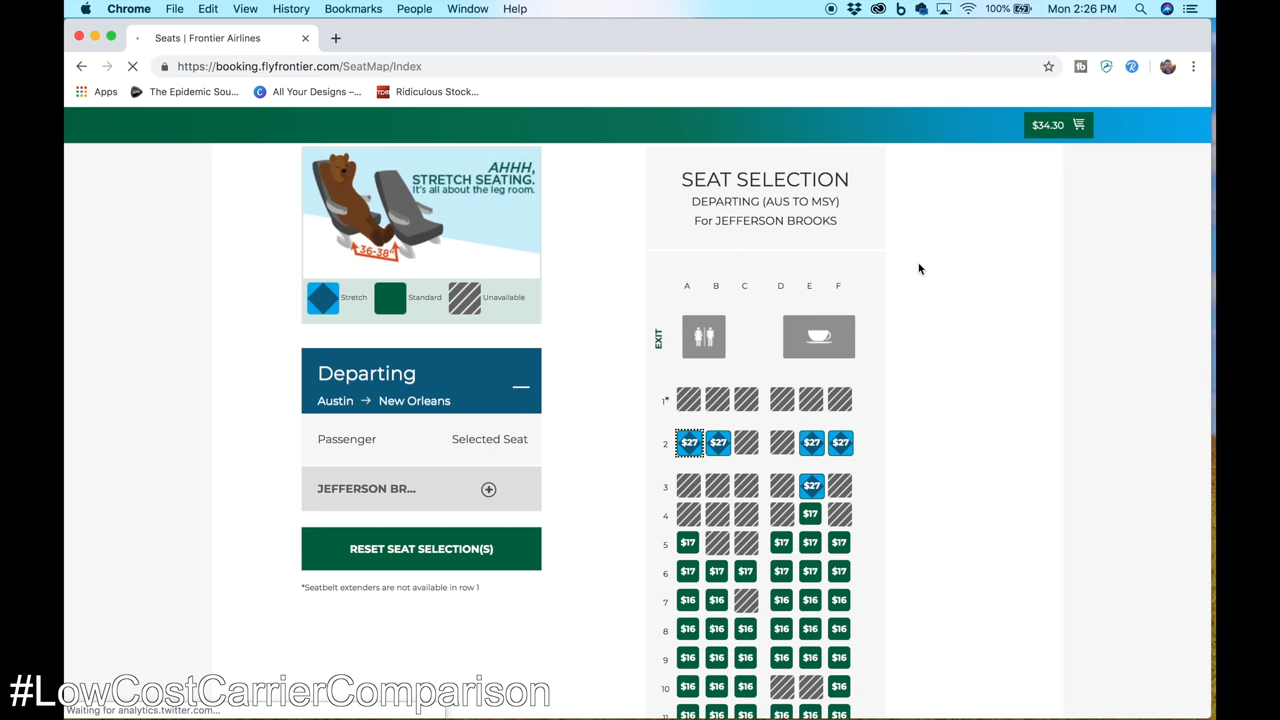 Chrome File Edit View History Bookmarks People Window Help 100% Mon 2:26 PM
Seats | Frontier Airlines
https://booking.flyfrontier.com/SeatMap/Index
Apps The Epidemic Sou... All Your Designs –... Ridiculous Stock...
$34.30
AHHH,
STRETCH SEATING.
It's all about the leg room.
36-38"
Stretch Standard Unavailable
Departing
Austin → New Orleans
Passenger Selected Seat
JEFFERSON BR...
RESET SEAT SELECTION(S)
*Seatbelt extenders are not available in row 1
SEAT SELECTION
DEPARTING (AUS TO MSY)
For JEFFERSON BROOKS
A B C D E F
EXIT
1*
2 $27 $27 $27 $27
3 $27
4 $17
5 $17 $17 $17 $17
6 $17 $17 $17 $17 $17 $17
7 $16 $16 $16 $16 $16
8 $16 $16 $16 $16 $16 $16
9 $16 $16 $16 $16 $16 $16
10 $16 $16 $16 $16
11 $16 $16 $16 $16 $16 $16
#LowCostCarrierComparison
Waiting for analytics.twitter.com...